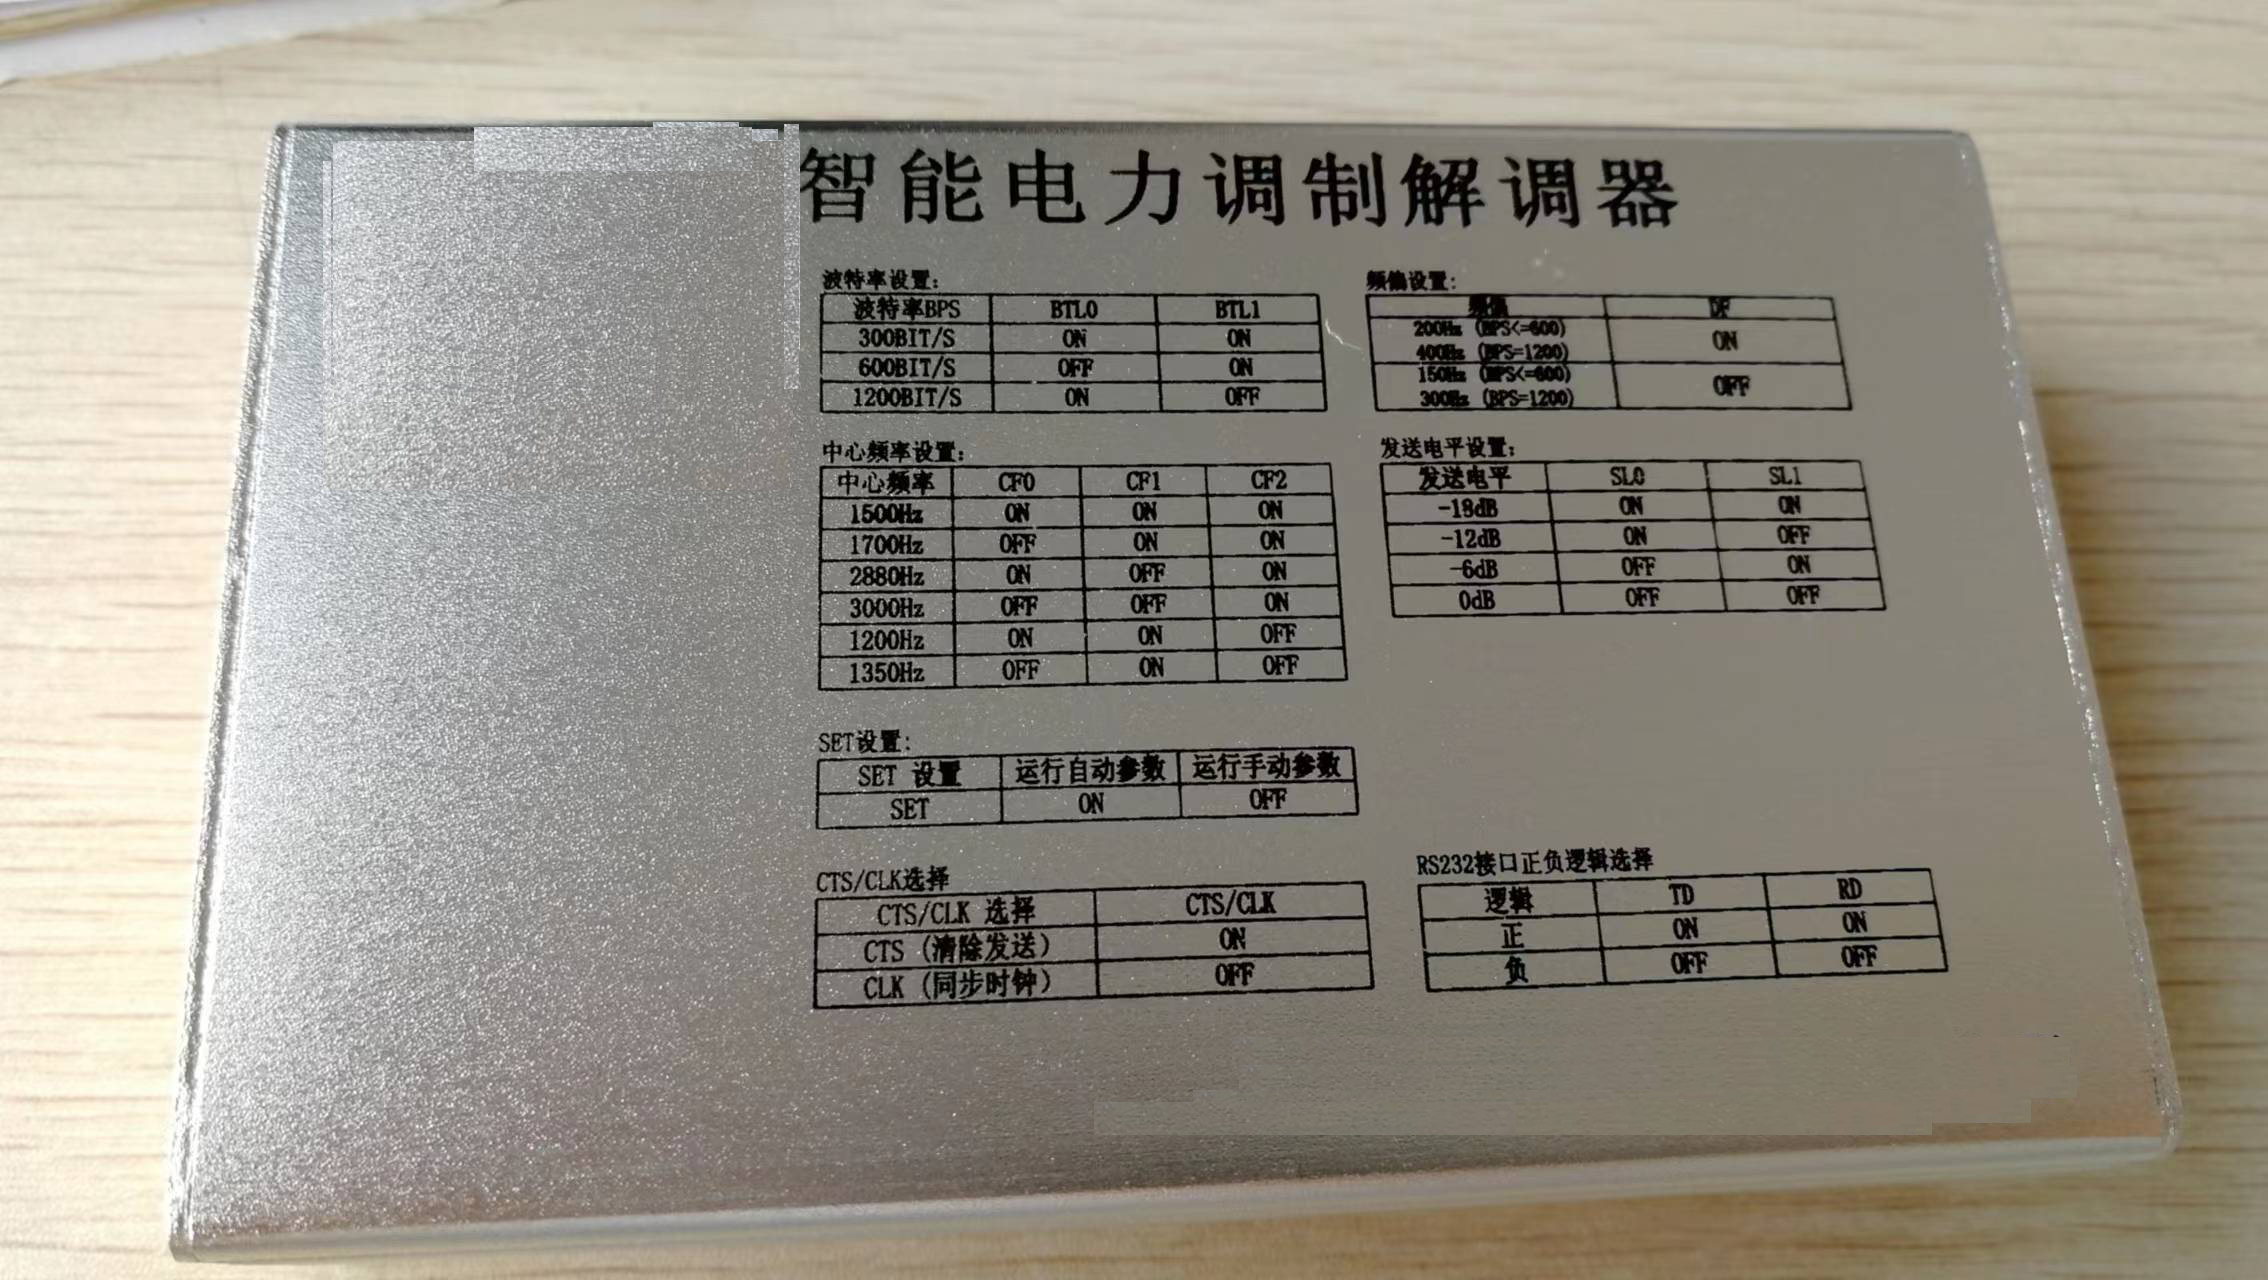 智能电力调制解调器
波特率设置:
波特率BPS BTL0 BTL1
300BIT/S ON ON
600BIT/S OFF ON
1200BIT/S ON OFF
频偏设置:
频偏 DF
200Hz (BPS<=600)
400Hz (BPS=1200) ON
150Hz (BPS<=600)
300Hz (BPS=1200) OFF
中心频率设置:
中心频率 CF0 CF1 CF2
1500Hz ON ON ON
1700Hz OFF ON ON
2880Hz ON OFF ON
3000Hz OFF OFF ON
1200Hz ON ON OFF
1350Hz OFF ON OFF
发送电平设置:
发送电平 SL0 SL1
-18dB ON ON
-12dB ON OFF
-6dB OFF ON
0dB OFF OFF
SET设置:
SET 设置 运行自动参数 运行手动参数
SET ON OFF
CTS/CLK选择
CTS/CLK 选择 CTS/CLK
CTS (清除发送) ON
CLK (同步时钟) OFF
RS232接口正负逻辑选择
逻辑 TD RD
正 ON ON
负 OFF OFF